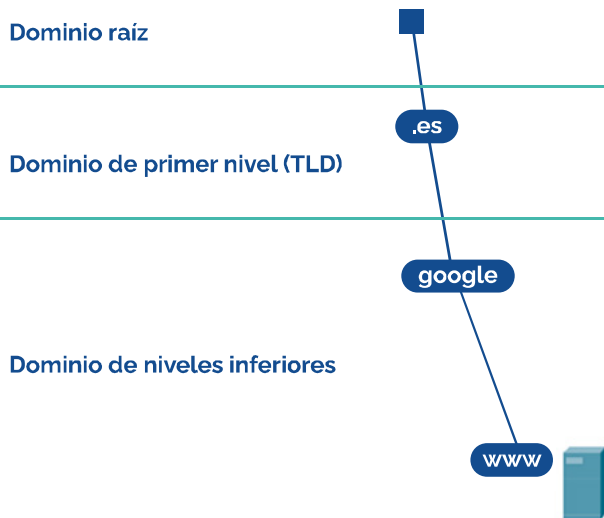 Dominio raíz
.es
Dominio de primer nivel (TLD)
google
Dominio de niveles inferiores
www